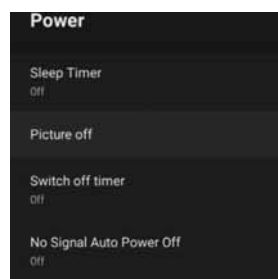 Power
Sleep Timer
Off
Picture off
Switch off timer
Off
No Signal Auto Power Off
Off